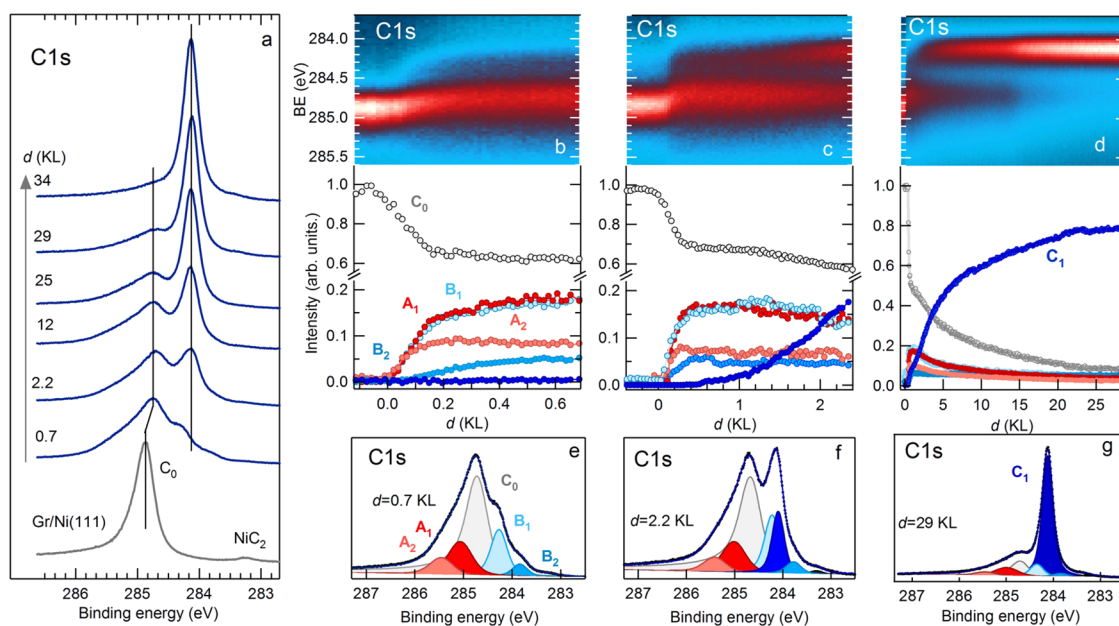 C1s
a
d (KL)
34
29
25
12
2.2
0.7
C0
Gr/Ni(111)
NiC2
286 285 284 283
Binding energy (eV)
C1s
b
BE (eV)
284.0
284.5
285.0
285.5
C1s
c
C1s
d
Intensity (arb. units.)
1.0
0.8
0.6
0.2
0.1
0.0
C0
A1
B1
A2
B2
0.0 0.2 0.4 0.6
d (KL)
1.0
0.8
0.6
0.2
0.1
0.0
0 1 2
d (KL)
1.0
0.8
0.6
0.4
0.2
0.0
C1
0 5 10 15 20 25
d (KL)
C1s
e
d=0.7 KL
C0
A1
A2
B1
B2
287 286 285 284 283
Binding energy (eV)
C1s
f
d=2.2 KL
287 286 285 284 283
Binding energy (eV)
C1s
g
C1
d=29 KL
287 286 285 284 283
Binding energy (eV)